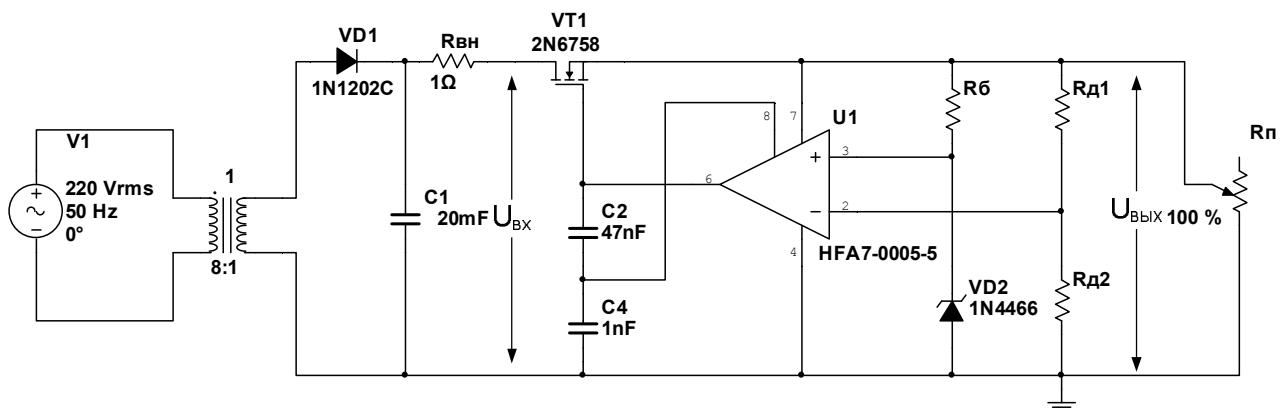 V1
220 Vrms
50 Hz
0°
1
8:1
VD1
1N1202C
C1
20mF
Rвн
1Ω
Uвх
VT1
2N6758
C2
47nF
C4
1nF
8
7
U1
+
3
6
−
2
4
HFA7-0005-5
Rб
VD2
1N4466
Rд1
Rд2
Uвых
100 %
Rп